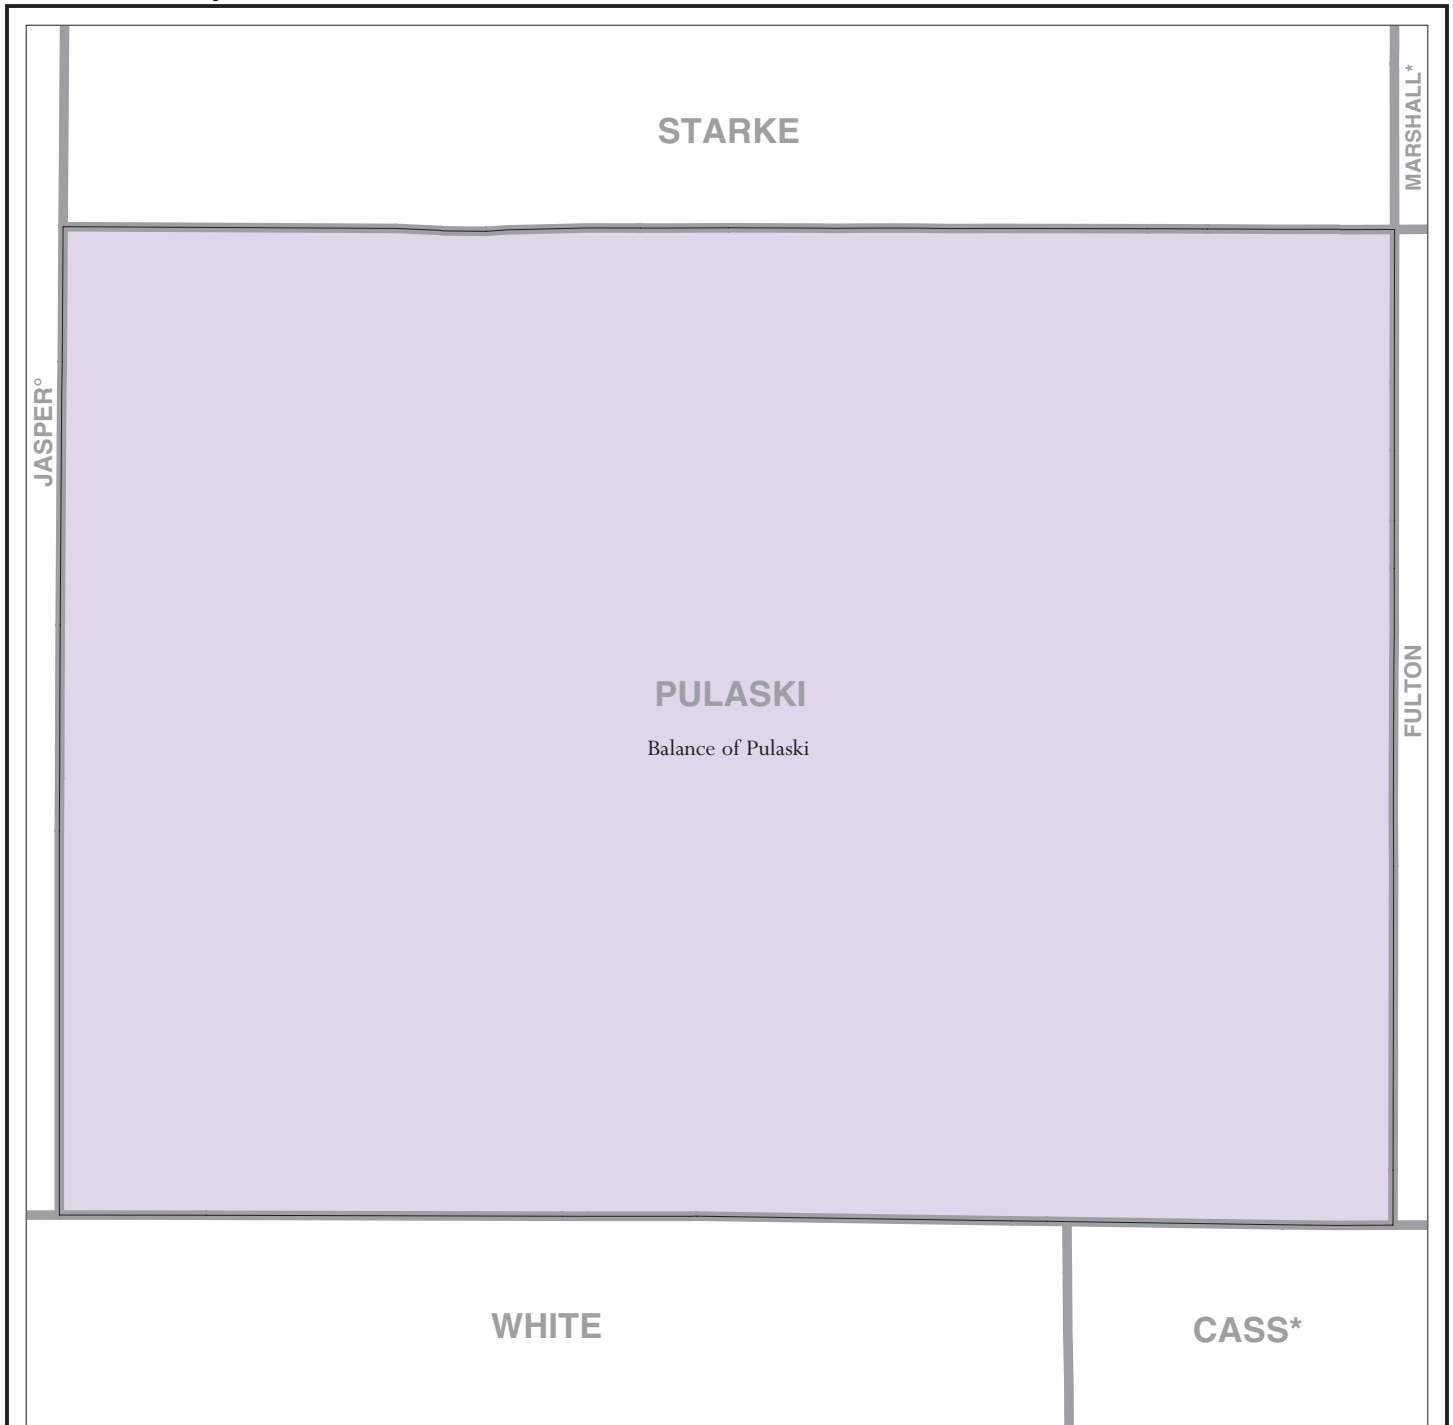 STARKE
MARSHALL*
JASPER°
PULASKI
Balance of Pulaski
FULTON
WHITE
CASS*